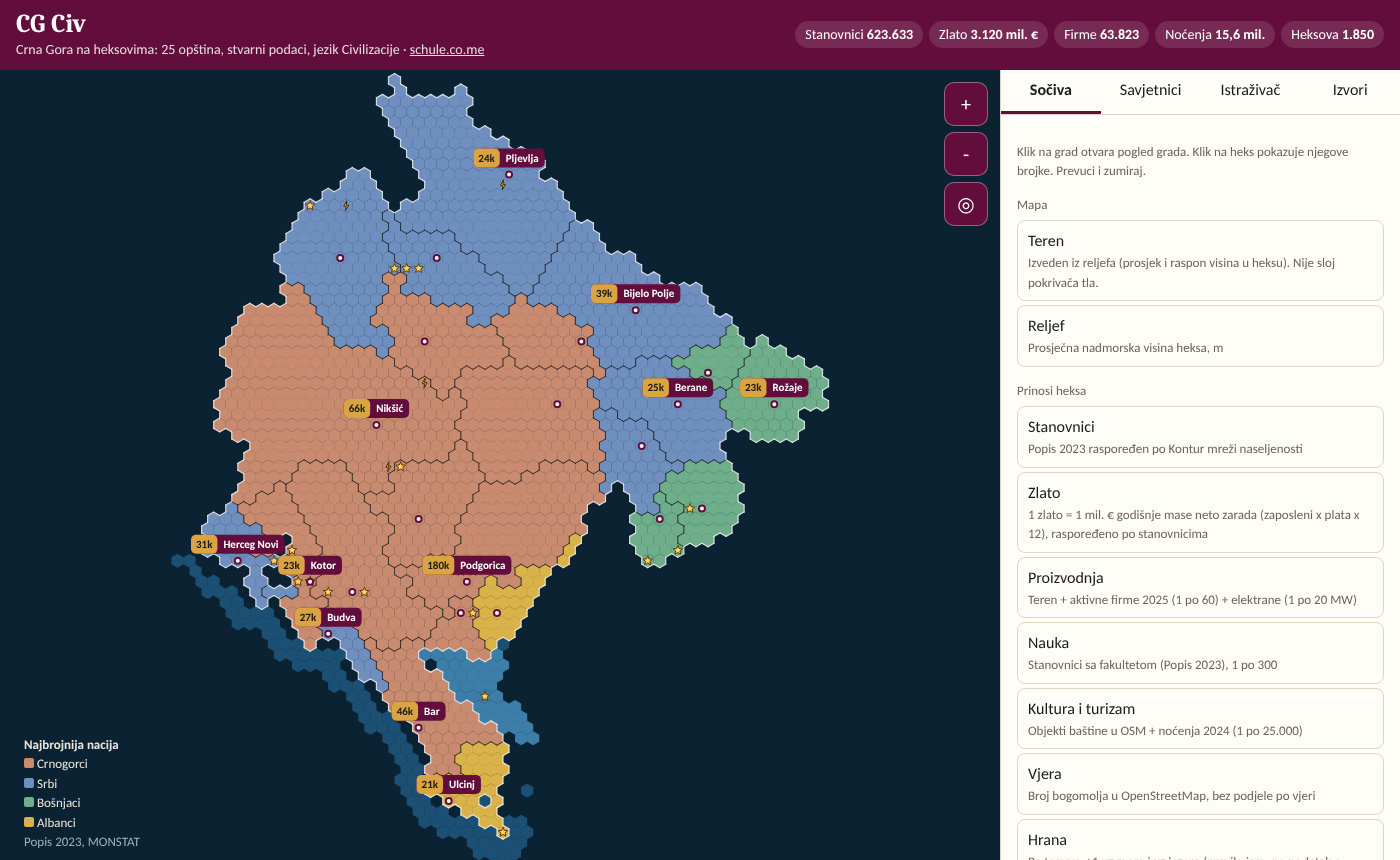 CG Civ
Crna Gora na heksovima: 25 opština, stvarni podaci, jezik Civilizacije · schule.co.me
Stanovnici 623.633
Zlato 3.120 mil. €
Firme 63.823
Noćenja 15,6 mil.
Heksova 1.850
+
-
◎
24k Pljevlja
39k Bijelo Polje
25k Berane
23k Rožaje
66k Nikšić
31k Herceg Novi
23k Kotor
180k Podgorica
27k Budva
46k Bar
21k Ulcinj
Najbrojnija nacija
Crnogorci
Srbi
Bošnjaci
Albanci
Popis 2023, MONSTAT
Sočiva
Savjetnici
Istraživač
Izvori
Klik na grad otvara pogled grada. Klik na heks pokazuje njegove
brojke. Prevuci i zumiraj.
Mapa
Teren
Izveden iz reljefa (prosjek i raspon visina u heksu). Nije sloj
pokrivača tla.
Reljef
Prosječna nadmorska visina heksa, m
Prinosi heksa
Stanovnici
Popis 2023 raspoređen po Kontur mreži naseljenosti
Zlato
1 zlato = 1 mil. € godišnje mase neto zarada (zaposleni x plata x
12), raspoređeno po stanovnicima
Proizvodnja
Teren + aktivne firme 2025 (1 po 60) + elektrane (1 po 20 MW)
Nauka
Stanovnici sa fakultetom (Popis 2023), 1 po 300
Kultura i turizam
Objekti baštine u OSM + noćenja 2024 (1 po 25.000)
Vjera
Broj bogomolja u OpenStreetMap, bez podjele po vjeri
Hrana